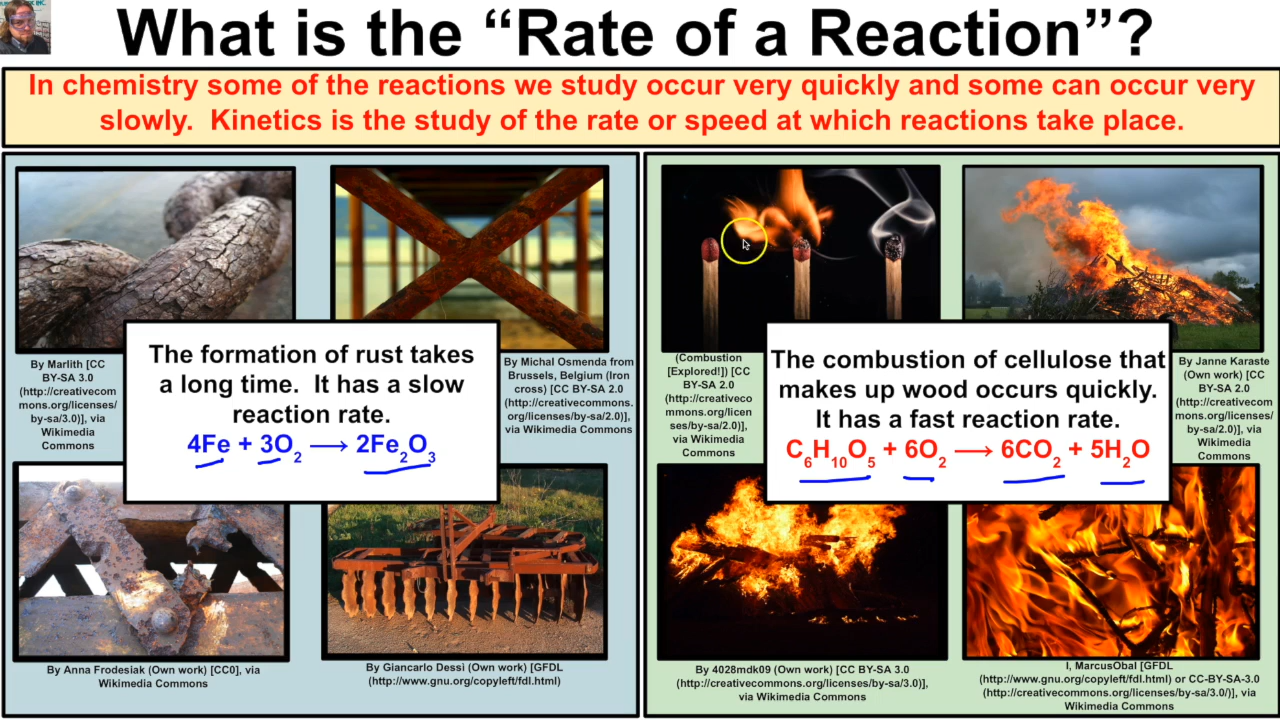 What is the “Rate of a Reaction”?
In chemistry some of the reactions we study occur very quickly and some can occur very
slowly. Kinetics is the study of the rate or speed at which reactions take place.
By Marlith [CC
BY-SA 3.0
(http://creativecom
mons.org/licenses/
by-sa/3.0)], via
Wikimedia
Commons
The formation of rust takes
a long time. It has a slow
reaction rate.
4Fe + 3O₂ ⟶ 2Fe₂O₃
By Michal Osmenda from
Brussels, Belgium (Iron
cross) [CC BY-SA 2.0
(http://creativecommons.
org/licenses/by-sa/2.0)],
via Wikimedia Commons
By Anna Frodesiak (Own work) [CC0], via
Wikimedia Commons
By Giancarlo Dessì (Own work) [GFDL
(http://www.gnu.org/copyleft/fdl.html)
(Combustion
[Explored!]) [CC
BY-SA 2.0
(http://creativeco
mmons.org/licen
ses/by-sa/2.0)],
via Wikimedia
Commons
The combustion of cellulose that
makes up wood occurs quickly.
It has a fast reaction rate.
C₆H₁₀O₅ + 6O₂ ⟶ 6CO₂ + 5H₂O
By Janne Karaste
(Own work) [CC
BY-SA 2.0
(http://creativecom
mons.org/licenses/
by-sa/2.0)], via
Wikimedia
Commons
By 4028mdk09 (Own work) [CC BY-SA 3.0
(http://creativecommons.org/licenses/by-sa/3.0)],
via Wikimedia Commons
I, MarcusObal [GFDL
(http://www.gnu.org/copyleft/fdl.html) or CC-BY-SA-3.0
(http://creativecommons.org/licenses/by-sa/3.0/)], via
Wikimedia Commons